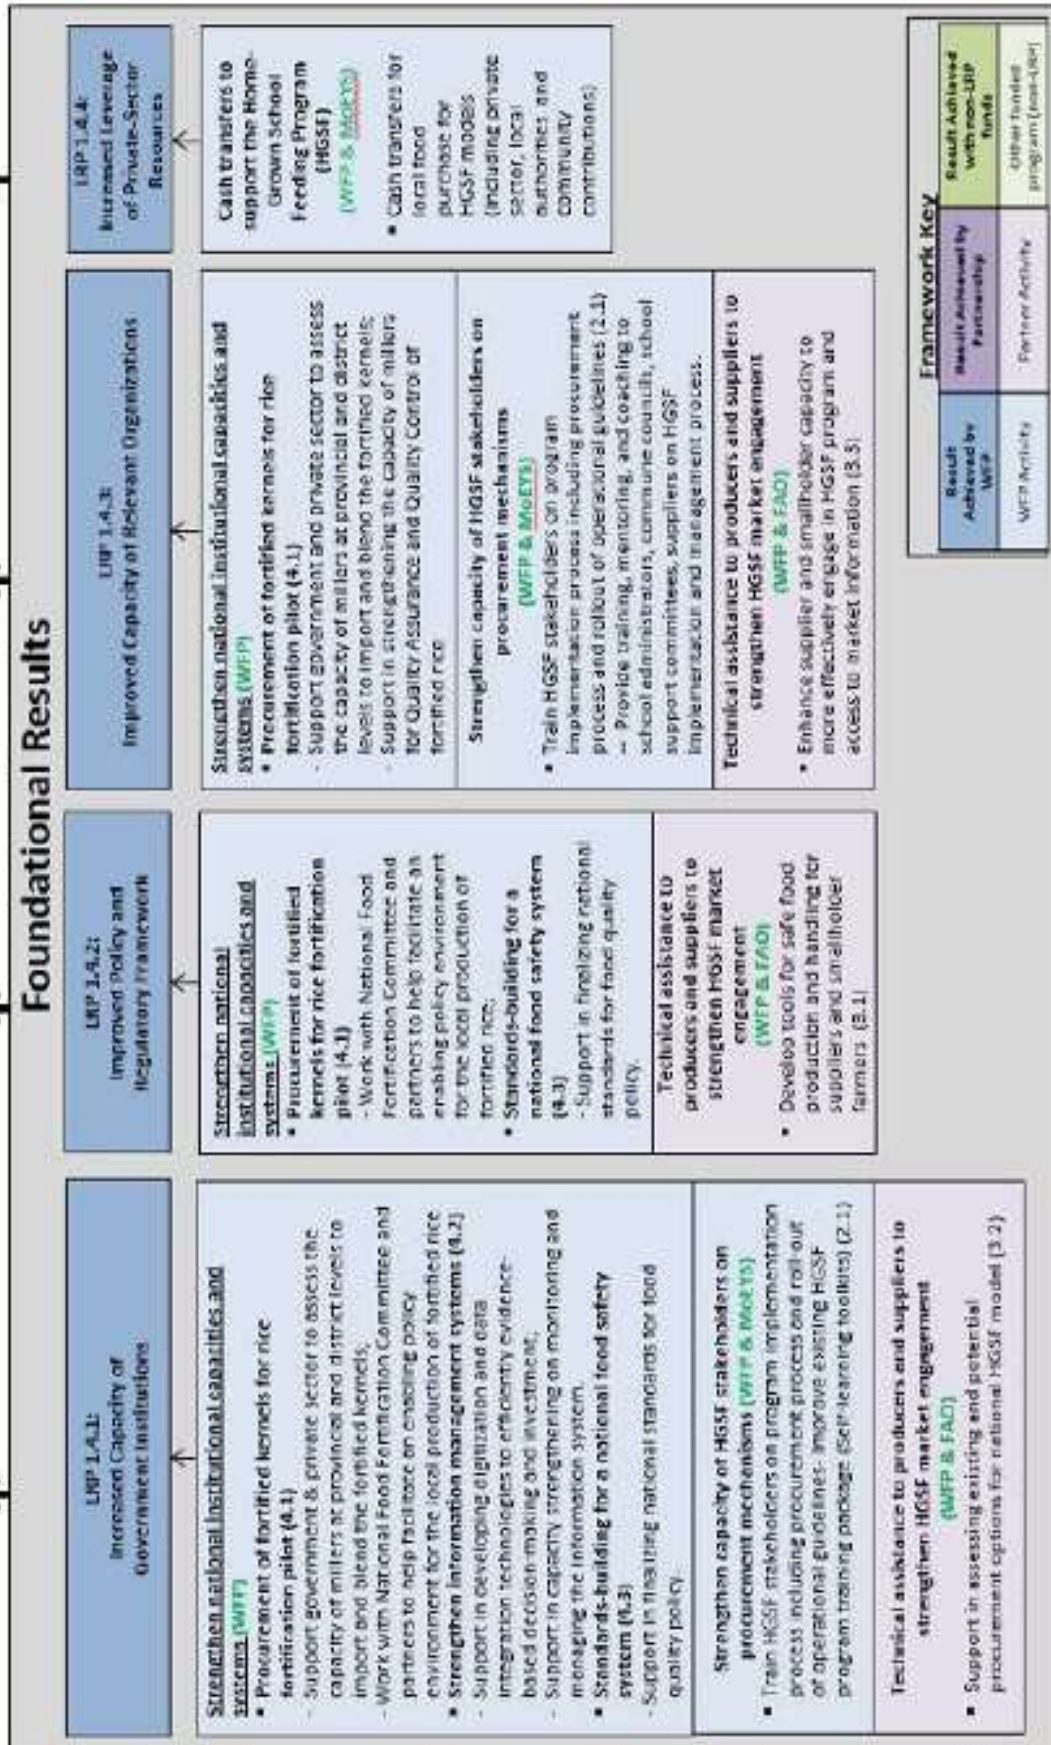 Foundational Results
LRP 1.4.1:
Increased Capacity of
Government Institutions
Strengthen national institutional capacities and
systems (WFP)
• Procurement of fortified kernels for rice
fortification pilot (4.1)
- Support government & private sector to assess the
capacity of millers at provincial and district levels to
import and blend the fortified kernels;
- Work with National Food Fortification Committee and
partners to help facilitate an enabling policy
environment for the local production of fortified rice
• Strengthen information management systems (4.2)
- Support in developing digitization and data
integration technologies to efficiently evidence-
based decision-making and investment;
- Support in capacity strengthening on monitoring and
managing the information system.
• Standards-building for a national food safety
system (4.3)
- Support in finalizing national standards for food
quality policy.
Strengthen capacity of HGSF stakeholders on
procurement mechanisms (WFP & MoEYS)
• Train HGSF stakeholders on program implementation
process including procurement process and roll-out
of operational guidelines- improve existing HGSF
program training package (self-learning toolkits) (2.1)
Technical assistance to producers and suppliers to
strengthen HGSF market engagement
(WFP & FAO)
• Support in assessing existing and potential
procurement options for national HGSF model (3.2)
LRP 1.4.2:
Improved Policy and
Regulatory Framework
Strengthen national
institutional capacities and
systems (WFP)
• Procurement of fortified
kernels for rice fortification
pilot (4.1)
- Work with National Food
Fortification Committee and
partners to help facilitate an
enabling policy environment
for the local production of
fortified rice;
• Standards-building for a
national food safety system
(4.3)
- Support in finalizing national
standards for food quality
policy.
Technical assistance to
producers and suppliers to
strengthen HGSF market
engagement
(WFP & FAO)
• Develop tools for safe food
production and handing for
suppliers and smallholder
farmers (3.1)
LRP 1.4.3:
Improved Capacity of Relevant Organizations
Strengthen national institutional capacities and
systems (WFP)
• Procurement of fortified kernels for rice
fortification pilot (4.1)
- Support government and private sector to assess
the capacity of millers at provincial and district
levels to import and blend the fortified kernels;
- Support in strengthening the capacity of millers
for Quality Assurance and Quality Control of
fortified rice
Strengthen capacity of HGSF stakeholders on
procurement mechanisms
(WFP & MoEYS)
• Train HGSF stakeholders on program
implementation process including procurement
process and rollout of operational guidelines (2.1)
– Provide training, mentoring, and coaching to
school administrators, commune councils, school
support committees, suppliers on HGSF
implementation and management process.
Technical assistance to producers and suppliers to
strengthen HGSF market engagement
(WFP & FAO)
• Enhance supplier and smallholder capacity to
more effectively engage in HGSF program and
access to market information (3.3)
LRP 1.4.4:
Increased Leverage
of Private-Sector
Resources
Cash transfers to
support the Home-
Grown School
Feeding Program
(HGSF)
(WFP & MoEYS)
• Cash transfers for
local food
purchase for
HGSF models
(including private
sector, local
authorities and
community
contributions)
Framework Key
Result
Achieved by
WFP
Result Achieved by
Partnership
Result Achieved
with non-LRP
funds
WFP Activity
Partner Activity
Other funded
program (non-LRP)